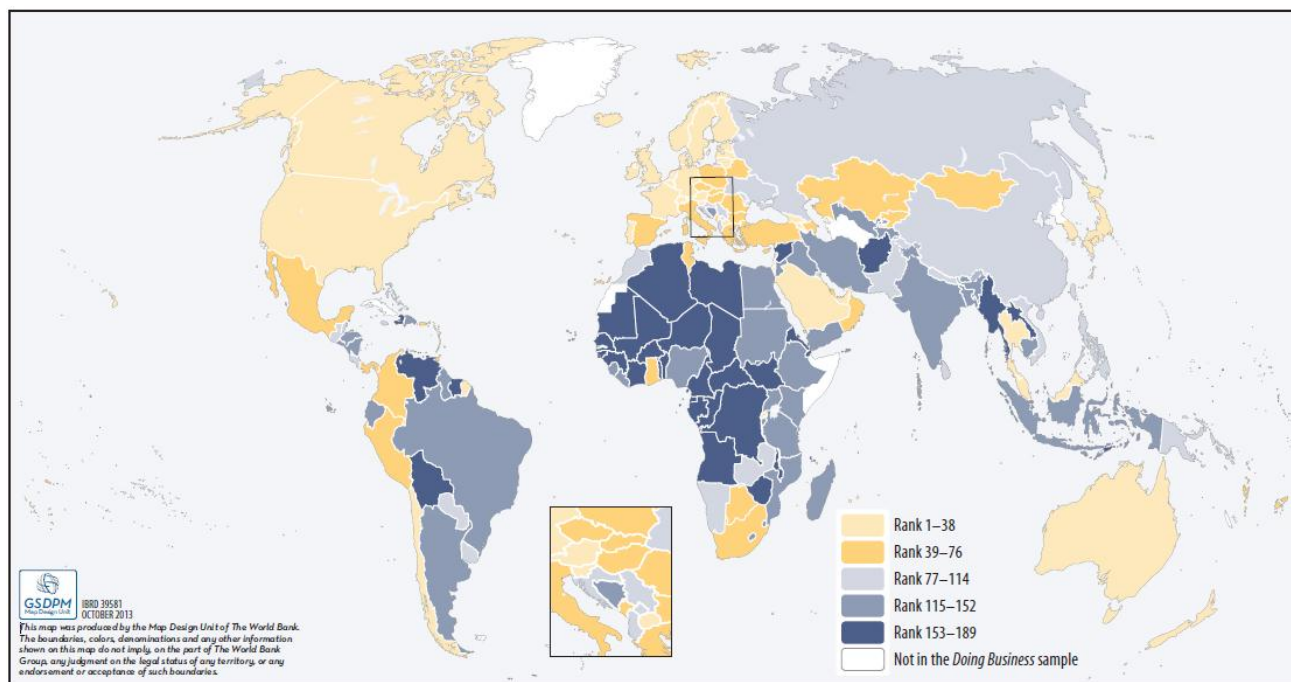 Rank 1–38
Rank 39–76
Rank 77–114
Rank 115–152
Rank 153–189
Not in the Doing Business sample
GSDPM
Map Design Unit
IBRD 39581
OCTOBER 2013
This map was produced by the Map Design Unit of The World Bank.
The boundaries, colors, denominations and any other information
shown on this map do not imply, on the part of The World Bank
Group, any judgment on the legal status of any territory, or any
endorsement or acceptance of such boundaries.